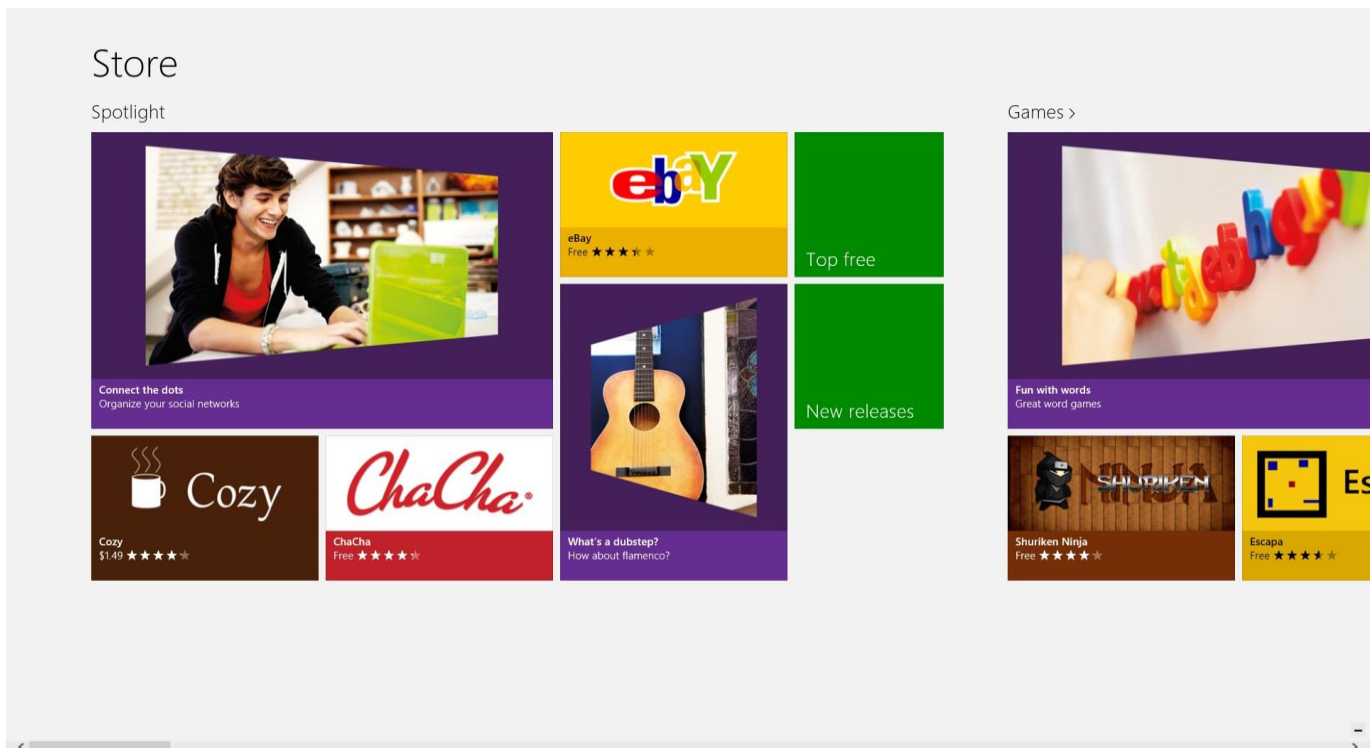 Store
Spotlight
Connect the dots
Organize your social networks
ebaY
eBay
Free
Top free
New releases
Cozy
Cozy
$1.49
ChaCha
ChaCha
Free
What's a dubstep?
How about flamenco?
Games >
Fun with words
Great word games
NINJA
SHURIKEN
Shuriken Ninja
Free
Es
Escapa
Free